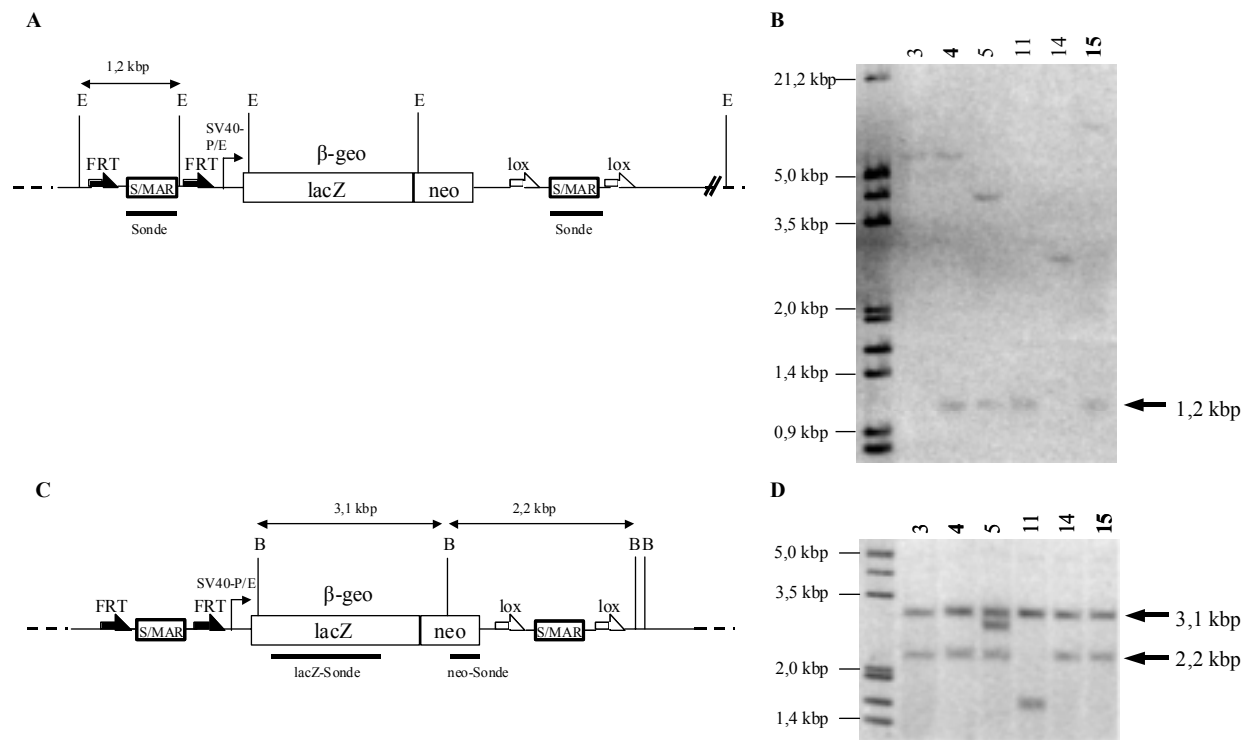 A
1,2 kbp
E E E E E
SV40-
P/E
FRT FRT
β-geo
lox lox
S/MAR
lacZ neo
S/MAR
Sonde Sonde
B
3 4 5 11 14 15
21,2 kbp
5,0 kbp
3,5 kbp
2,0 kbp
1,4 kbp
1,2 kbp
0,9 kbp
C
3,1 kbp 2,2 kbp
B B B B
SV40-P/E
FRT FRT
β-geo
lox lox
S/MAR
lacZ neo
S/MAR
lacZ-Sonde neo-Sonde
D
3 4 5 11 14 15
5,0 kbp
3,5 kbp
3,1 kbp
2,2 kbp
2,0 kbp
1,4 kbp